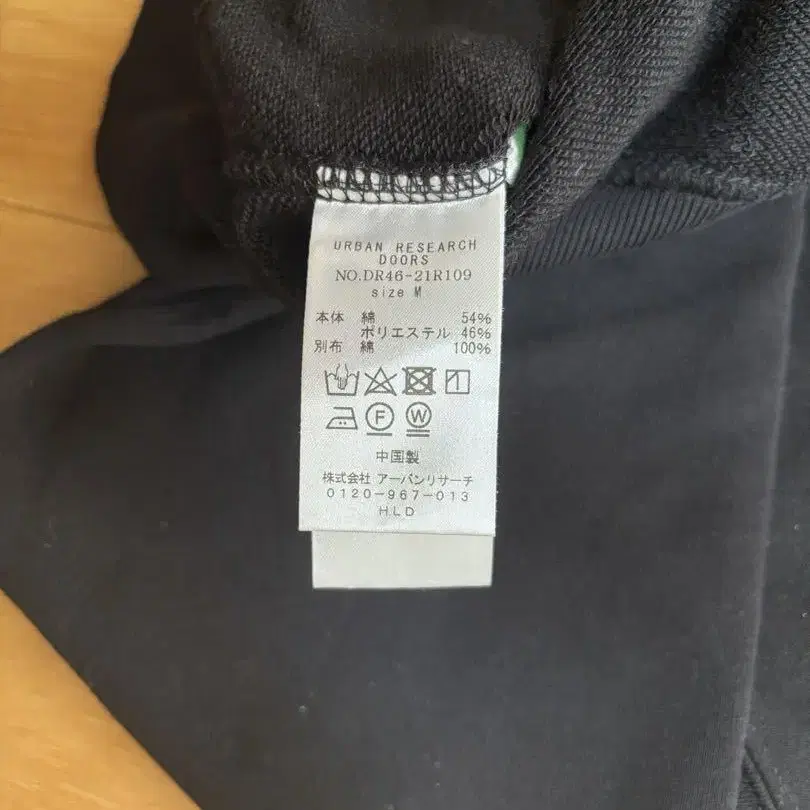 URBAN RESEARCH
DOORS
NO.DR46-21R109
size M
本体 綿 54%
ポリエステル 46%
別布 綿 100%
F W
中国製
株式会社 アーバンリサーチ
0120-967-013
HLD